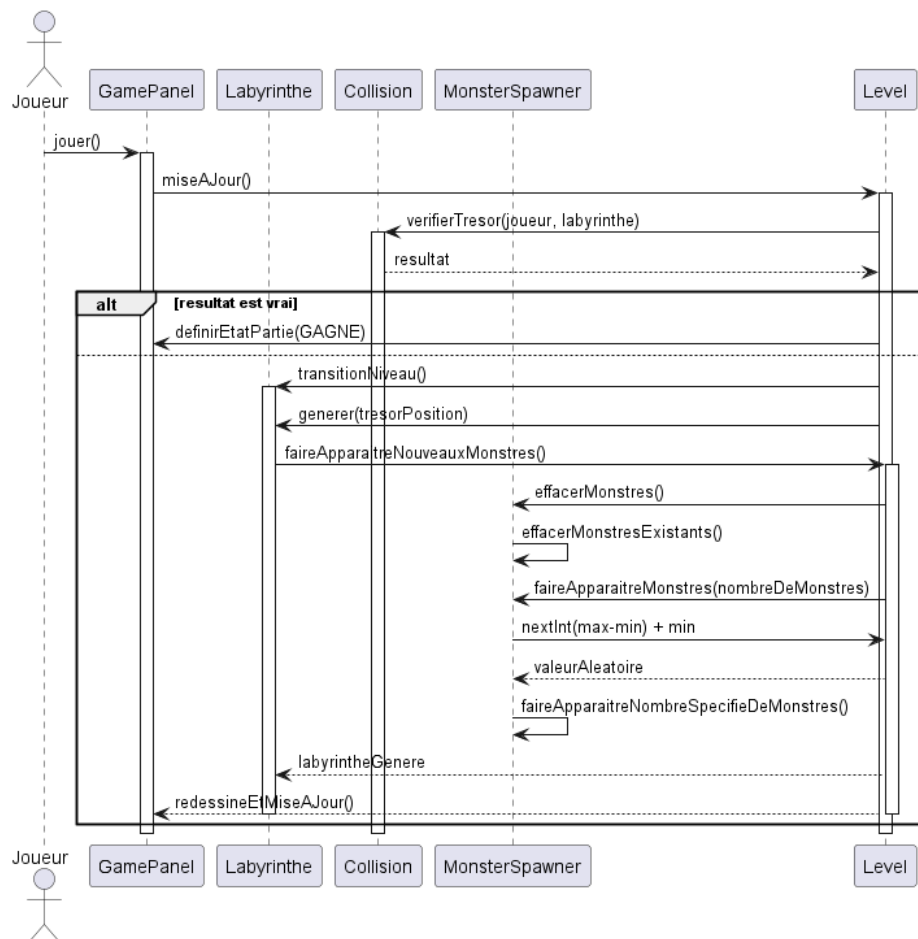 Joueur
GamePanel
Labyrinthe
Collision
MonsterSpawner
Level
jouer()
miseAJour()
verifierTresor(joueur, labyrinthe)
resultat
alt
[resultat est vrai]
definirEtatPartie(GAGNE)
transitionNiveau()
generer(tresorPosition)
faireApparaitreNouveauxMonstres()
effacerMonstres()
effacerMonstresExistants()
faireApparaitreMonstres(nombreDeMonstres)
nextInt(max-min) + min
valeurAleatoire
faireApparaitreNombreSpecifieDeMonstres()
labyrintheGenere
redessineEtMiseAJour()
Joueur
GamePanel
Labyrinthe
Collision
MonsterSpawner
Level